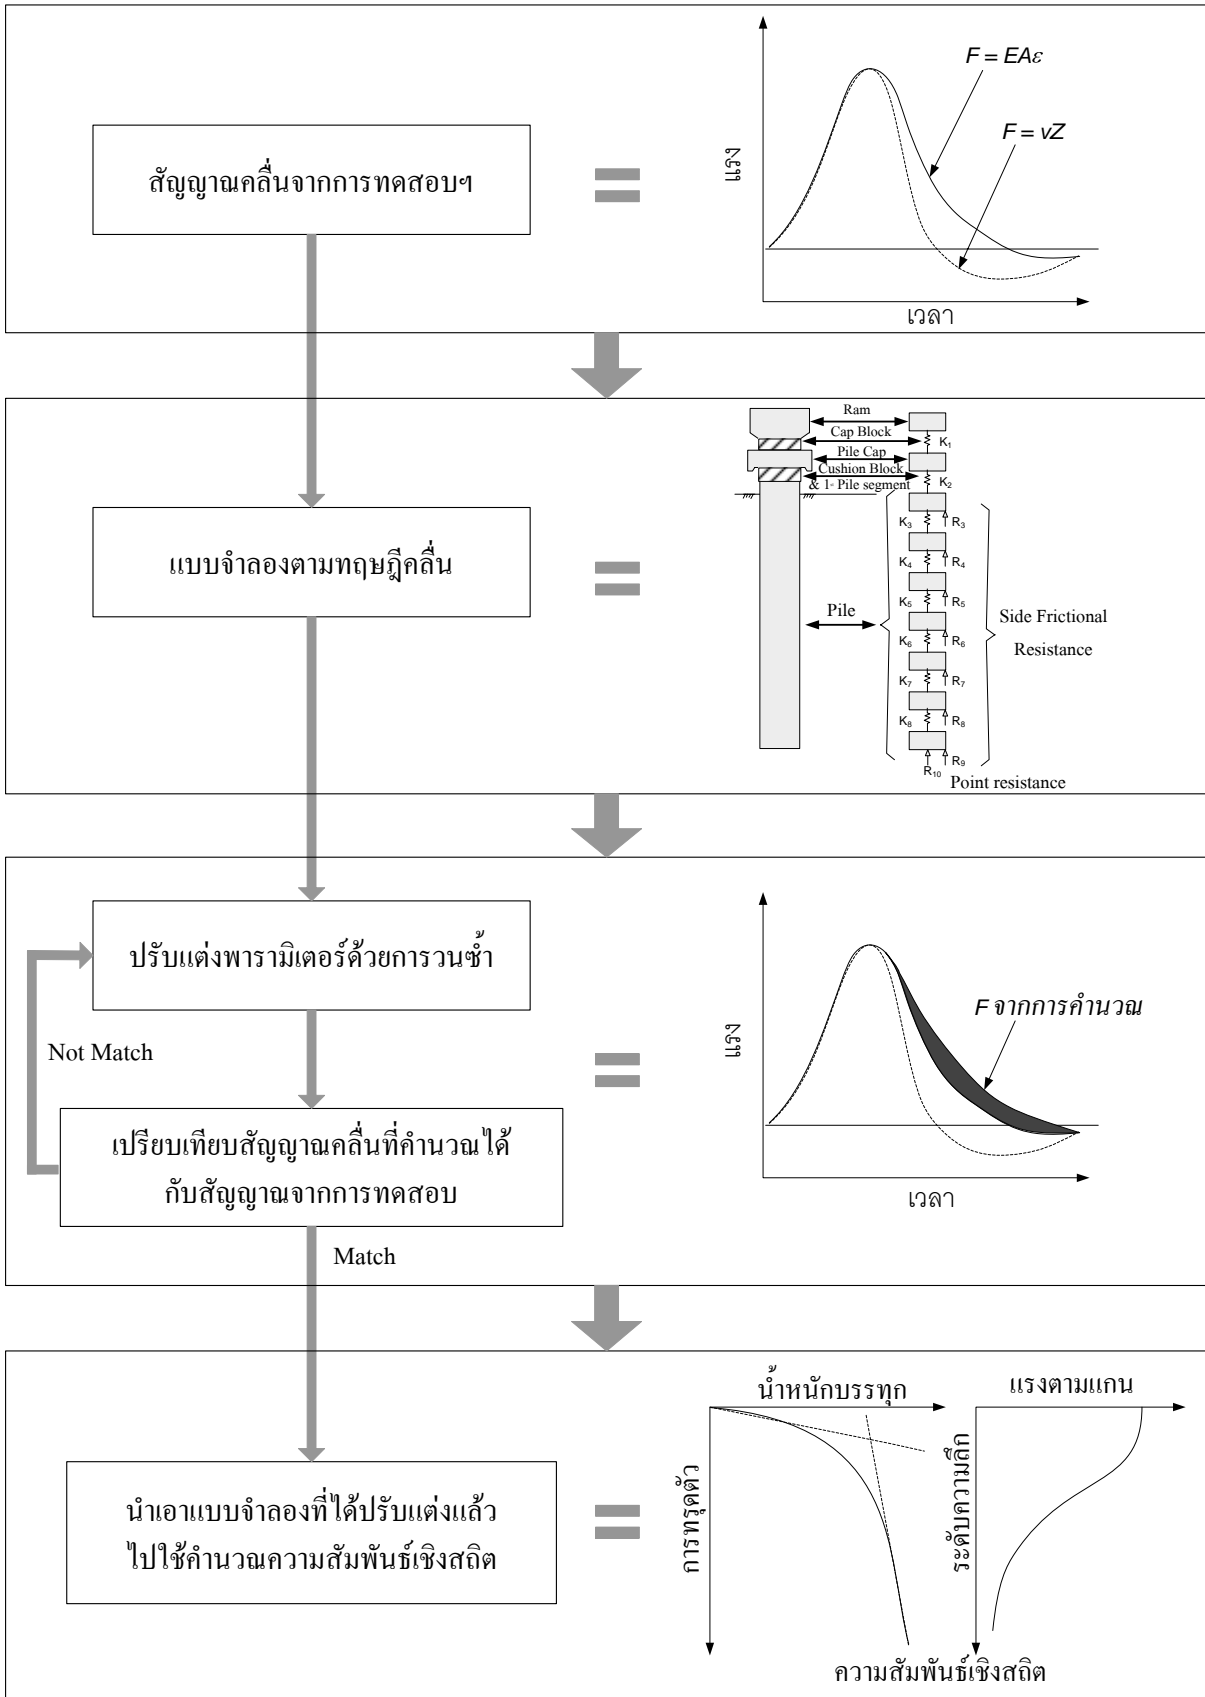 F = EAε
F = vZ
แรง
สัญญาณคลื่นจากการทดสอบฯ
เวลา
Ram
Cap Block
K1
Pile Cap
Cushion Block
& 1st Pile segment
K2
K3
R3
K4
R4
K5
R5
K6
R6
K7
R7
K8
R8
R9
R10
แบบจำลองตามทฤษฎีคลื่น
Pile
Side Frictional
Resistance
Point resistance
ปรับแต่งพารามิเตอร์ด้วยการวนซ้ำ
F จากการคำนวณ
แรง
Not Match
เปรียบเทียบสัญญาณคลื่นที่คำนวณได้
กับสัญญาณจากการทดสอบ
เวลา
Match
น้ำหนักบรรทุก
แรงตามแกน
การทรุดตัว
ระดับความลึก
นำเอาแบบจำลองที่ได้ปรับแต่งแล้ว
ไปใช้คำนวณความสัมพันธ์เชิงสถิต
ความสัมพันธ์เชิงสถิต